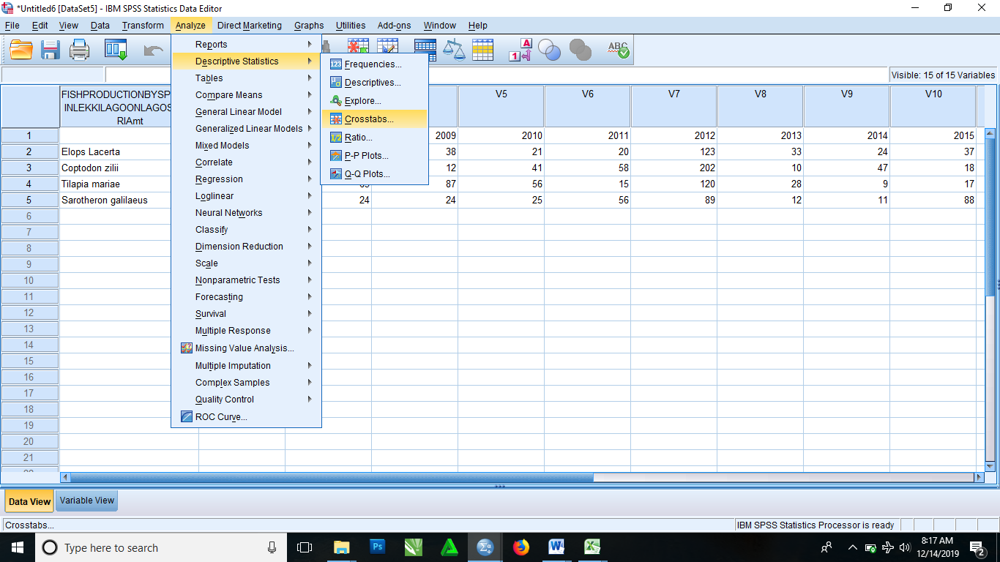 *Untitled6 [DataSet5] - IBM SPSS Statistics Data Editor
File Edit View Data Transform Analyze Direct Marketing Graphs Utilities Add-ons Window Help
Visible: 15 of 15 Variables
FISHPRODUCTIONBYSP
INLEKKILAGOONLAGOS
RIAmt
V5 V6 V7 V8 V9 V10
1 2009 2010 2011 2012 2013 2014 2015
2 Elops Lacerta 38 21 20 123 33 24 37
3 Coptodon zilii 12 41 58 202 10 47 18
4 Tilapia mariae 87 56 15 120 28 9 17
5 Sarotheron galilaeus 24 24 25 56 89 12 11 88
6
7
8
9
10
11
12
13
14
15
16
17
18
19
20
21
Reports
Descriptive Statistics
Tables
Compare Means
General Linear Model
Generalized Linear Models
Mixed Models
Correlate
Regression
Loglinear
Neural Networks
Classify
Dimension Reduction
Scale
Nonparametric Tests
Forecasting
Survival
Multiple Response
Missing Value Analysis...
Multiple Imputation
Complex Samples
Quality Control
ROC Curve...
Frequencies...
Descriptives...
Explore...
Crosstabs...
Ratio...
P-P Plots...
Q-Q Plots...
Data View Variable View
Crosstabs... IBM SPSS Statistics Processor is ready
Type here to search
8:17 AM
12/14/2019
2